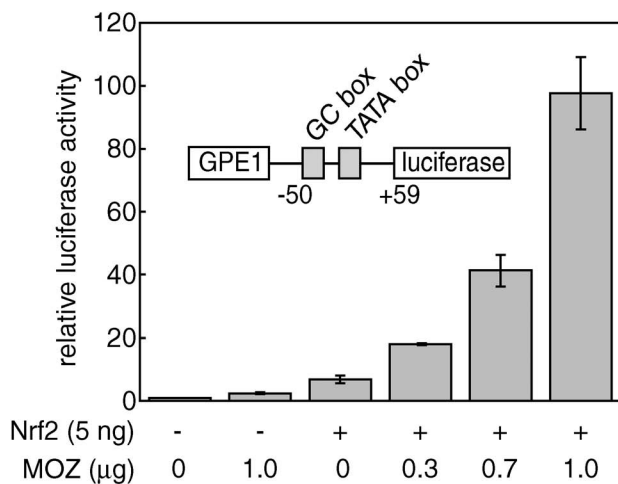 120
100
80
60
40
20
0
relative luciferase activity
GC box
TATA box
GPE1
luciferase
-50
+59
Nrf2 (5 ng) - - + + + +
MOZ (μg) 0 1.0 0 0.3 0.7 1.0